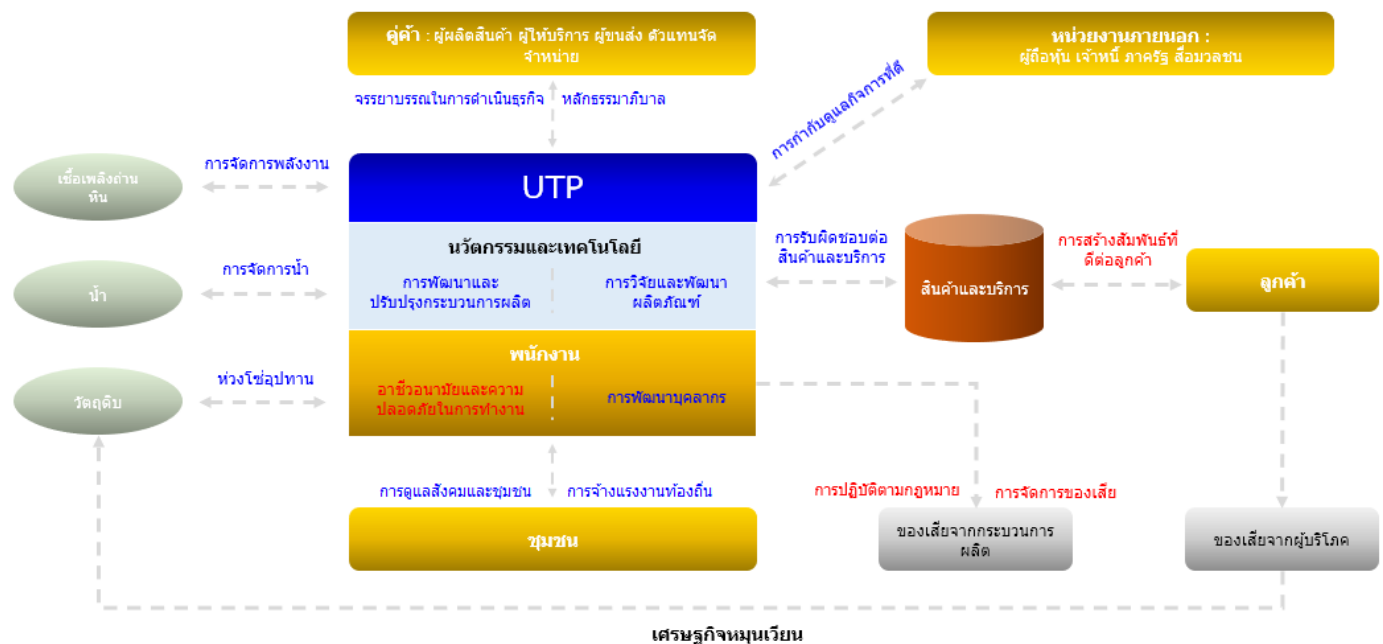 คู่ค้า : ผู้ผลิตสินค้า ผู้ให้บริการ ผู้ขนส่ง ตัวแทนจัด
จำหน่าย
หน่วยงานภายนอก :
ผู้ถือหุ้น เจ้าหนี้ ภาครัฐ สื่อมวลชน
จรรยาบรรณในการดำเนินธุรกิจ
หลักธรรมาภิบาล
การกำกับดูแลกิจการที่ดี
เชื้อเพลิงถ่าน
หิน
การจัดการพลังงาน
UTP
นวัตกรรมและเทคโนโลยี
การพัฒนาและ
ปรับปรุงกระบวนการผลิต
การวิจัยและพัฒนา
ผลิตภัณฑ์
การรับผิดชอบต่อ
สินค้าและบริการ
สินค้าและบริการ
การสร้างสัมพันธ์ที่
ดีต่อลูกค้า
ลูกค้า
น้ำ
การจัดการน้ำ
พนักงาน
อาชีวอนามัยและความ
ปลอดภัยในการทำงาน
การพัฒนาบุคลากร
วัตถุดิบ
ห่วงโซ่อุปทาน
การดูแลสังคมและชุมชน
การจ้างแรงงานท้องถิ่น
การปฏิบัติตามกฎหมาย
การจัดการของเสีย
ชุมชน
ของเสียจากกระบวนการ
ผลิต
ของเสียจากผู้บริโภค
เศรษฐกิจหมุนเวียน